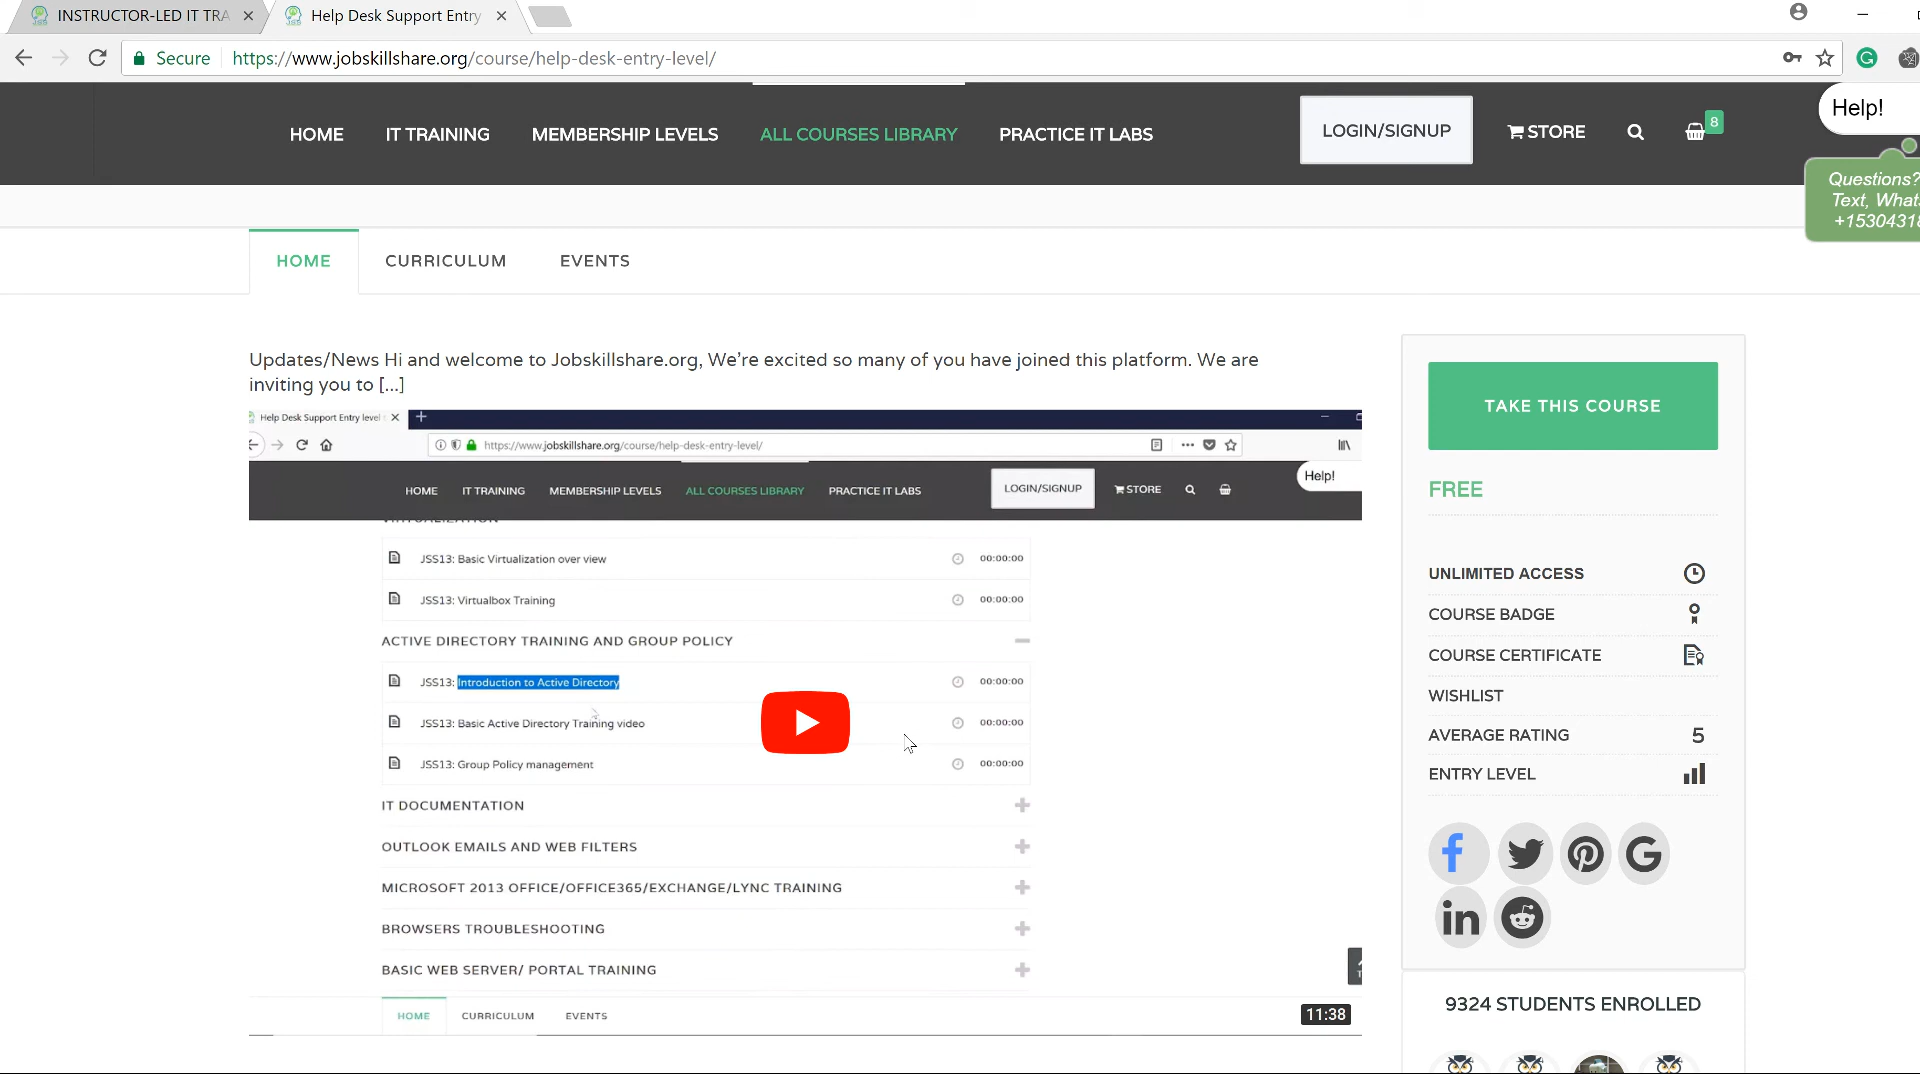 INSTRUCTOR-LED IT TRA
Help Desk Support Entry
Secure
https://www.jobskillshare.org/course/help-desk-entry-level/
HOME
IT TRAINING
MEMBERSHIP LEVELS
ALL COURSES LIBRARY
PRACTICE IT LABS
LOGIN/SIGNUP
STORE
8
Help!
Questions?
Text, What
+1530431
HOME
CURRICULUM
EVENTS
Updates/News Hi and welcome to Jobskillshare.org, We're excited so many of you have joined this platform. We are
inviting you to [...]
Help Desk Support Entry level
https://www.jobskillshare.org/course/help-desk-entry-level/
HOME
IT TRAINING
MEMBERSHIP LEVELS
ALL COURSES LIBRARY
PRACTICE IT LABS
LOGIN/SIGNUP
STORE
Help!
VIRTUALIZATION
JSS13: Basic Virtualization over view
00:00:00
JSS13: Virtualbox Training
00:00:00
ACTIVE DIRECTORY TRAINING AND GROUP POLICY
JSS13: Introduction to Active Directory
00:00:00
JSS13: Basic Active Directory Training video
00:00:00
JSS13: Group Policy management
00:00:00
IT DOCUMENTATION
OUTLOOK EMAILS AND WEB FILTERS
MICROSOFT 2013 OFFICE/OFFICE365/EXCHANGE/LYNC TRAINING
BROWSERS TROUBLESHOOTING
BASIC WEB SERVER/ PORTAL TRAINING
HOME
CURRICULUM
EVENTS
11:38
TAKE THIS COURSE
FREE
UNLIMITED ACCESS
COURSE BADGE
COURSE CERTIFICATE
WISHLIST
AVERAGE RATING
5
ENTRY LEVEL
9324 STUDENTS ENROLLED